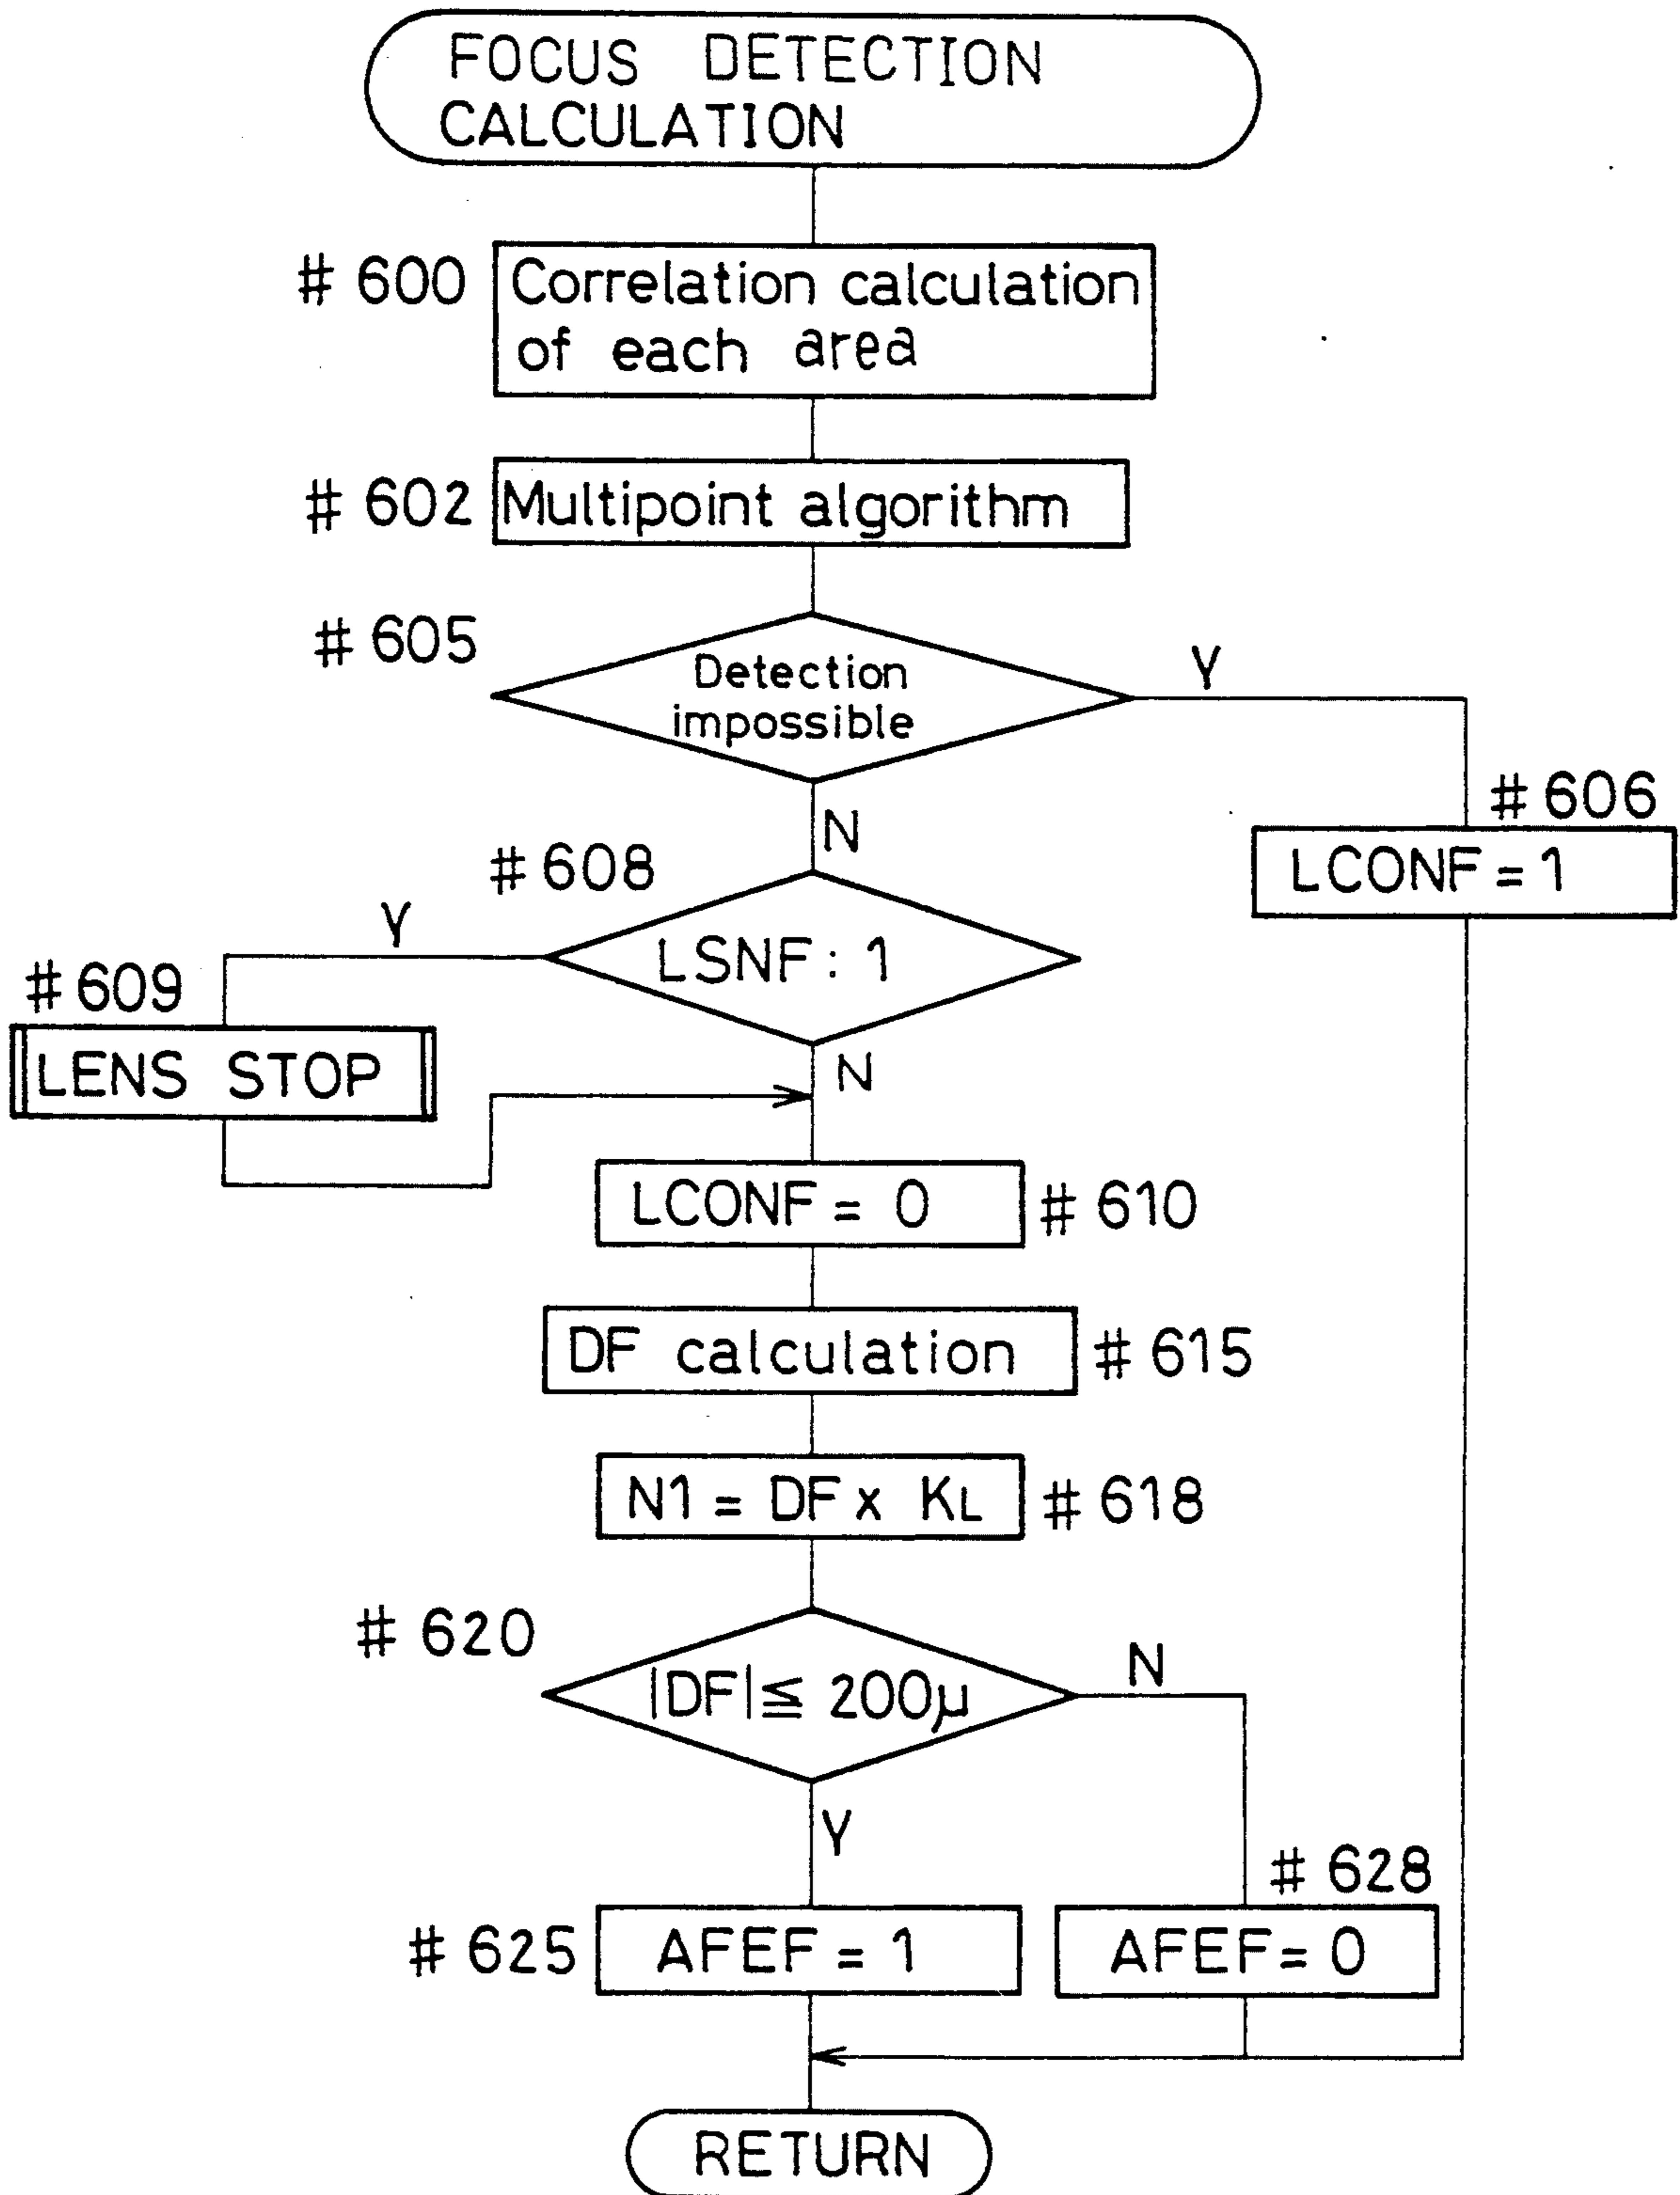 FOCUS DETECTION
CALCULATION
# 600
Correlation calculation
of each area
# 602
Multipoint algorithm
# 605
Detection
impossible
Y
N
# 606
LCONF = 1
# 608
LSNF : 1
Y
N
# 609
LENS STOP
LCONF = 0
# 610
DF calculation
# 615
N1 = DF x KL
# 618
# 620
|DF| ≦ 200μ
N
Y
# 628
AFEF = 0
# 625
AFEF = 1
RETURN